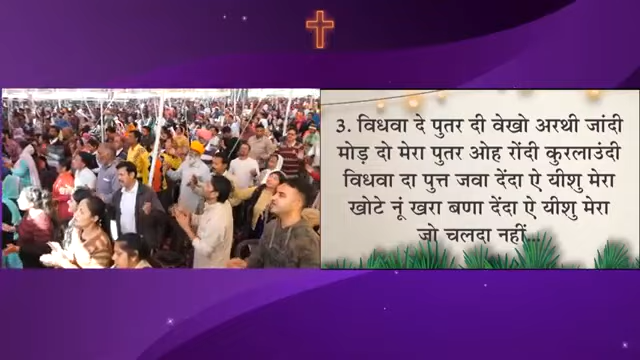 3. विधवा दे पुतर दी वेखो अरथी जांदी
मोड़ दो मेरा पुतर ओह रोंदी कुरलाउंदी
विधवा दा पुत्त जवा देंदा ऐ यीशु मेरा
खोटे नूं खरा बणा देंदा ऐ यीशु मेरा
जो चलदा नहीं...